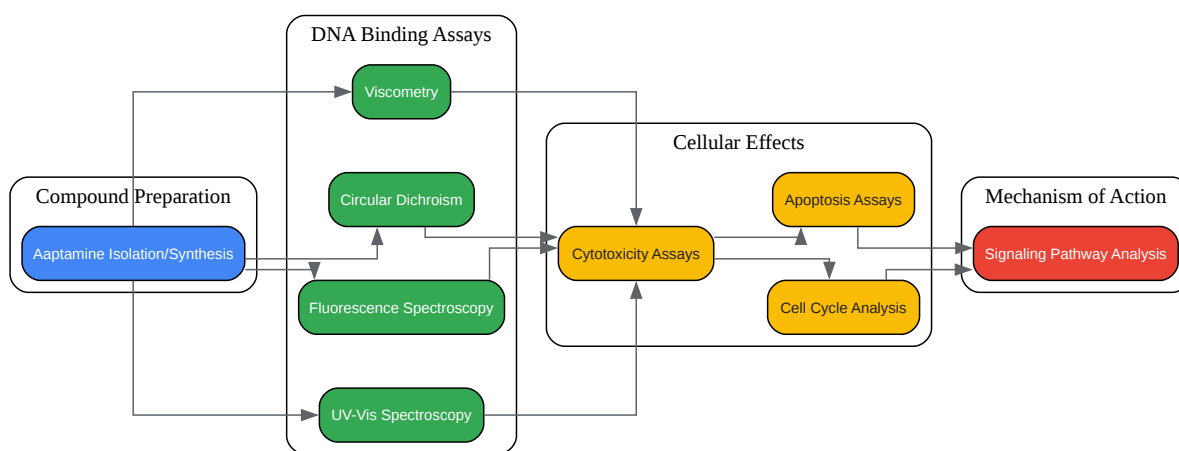 DNA Binding Assays
Viscometry
Cellular Effects
Compound Preparation
Circular Dichroism
Apoptosis Assays
Mechanism of Action
Aaptamine Isolation/Synthesis
Cytotoxicity Assays
Signaling Pathway Analysis
Fluorescence Spectroscopy
Cell Cycle Analysis
UV-Vis Spectroscopy